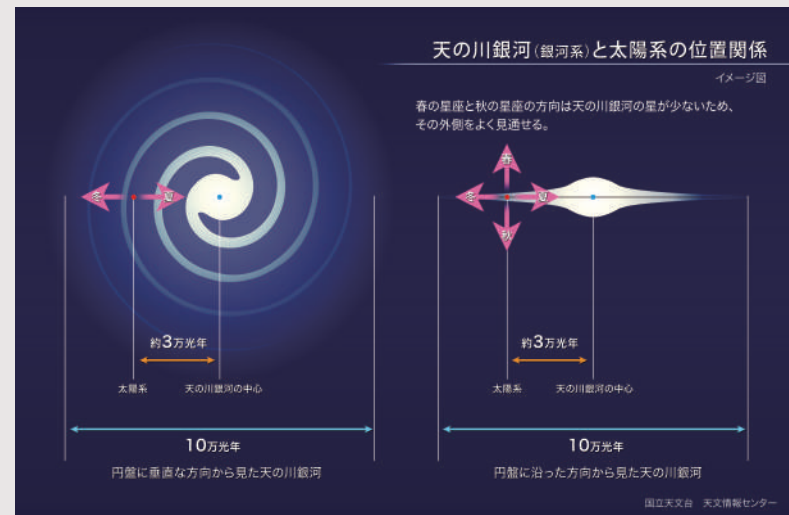 天の川銀河(銀河系)と太陽系の位置関係
イメージ図
春の星座と秋の星座の方向は天の川銀河の星が少ないため、
その外側をよく見通せる。
冬
夏
約3万光年
太陽系
天の川銀河の中心
10万光年
円盤に垂直な方向から見た天の川銀河
春
冬
夏
秋
約3万光年
太陽系
天の川銀河の中心
10万光年
円盤に沿った方向から見た天の川銀河
国立天文台 天文情報センター